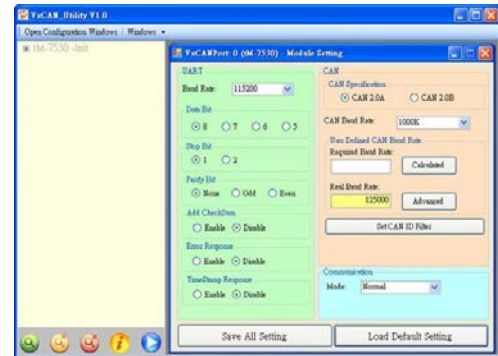 VxCAN_Utility V1.0
Open Configuration Windows Windows
tM-7530 -Init
VxCANPort: 0 (tM-7530) - Module Setting
UART
Baud Rate: 115200
Data Bit
8 7 6 5
Stop Bit
1 2
Parity Bit
None Odd Even
Add CheckSum
Enable Disable
Error Response
Enable Disable
TimeStamp Response
Enable Disable
CAN
CAN Specification
CAN 2.0A CAN 2.0B
CAN Baud Rate: 1000K
User Defined CAN Baud Rate
Required Baud Rate:
Calculated
Real Baud Rate:
125000 Advanced
Set CAN ID Filter
Communication
Mode: Normal
Save All Setting Load Default Setting